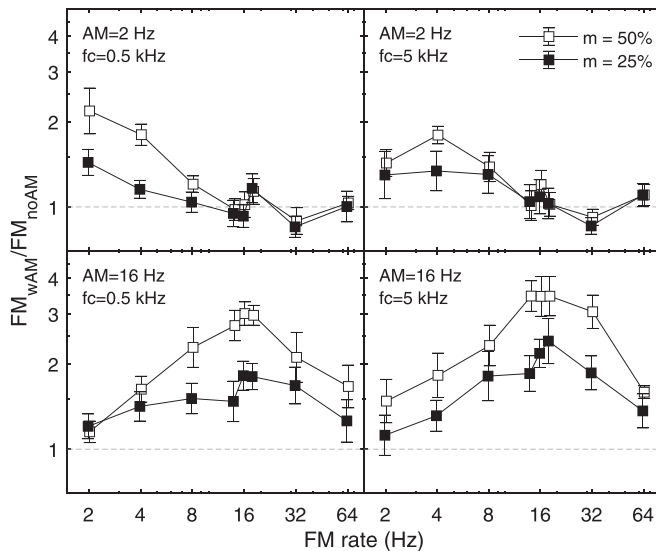 AM=2 Hz
fc=0.5 kHz
AM=2 Hz
fc=5 kHz
m = 50%
m = 25%
4
3
2
1
FM_wAM/FM_noAM
AM=16 Hz
fc=0.5 kHz
AM=16 Hz
fc=5 kHz
4
3
2
1
2 4 8 16 32 64 2 4 8 16 32 64
FM rate (Hz)